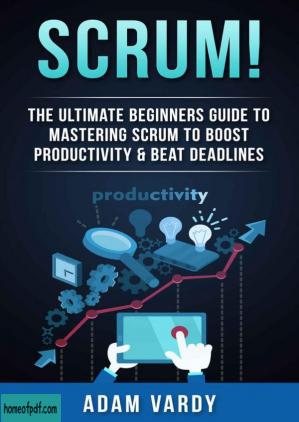 SCRUM!
THE ULTIMATE BEGINNERS GUIDE TO
MASTERING SCRUM TO BOOST
PRODUCTIVITY & BEAT DEADLINES
productivity
homeofpdf.com
ADAM VARDY